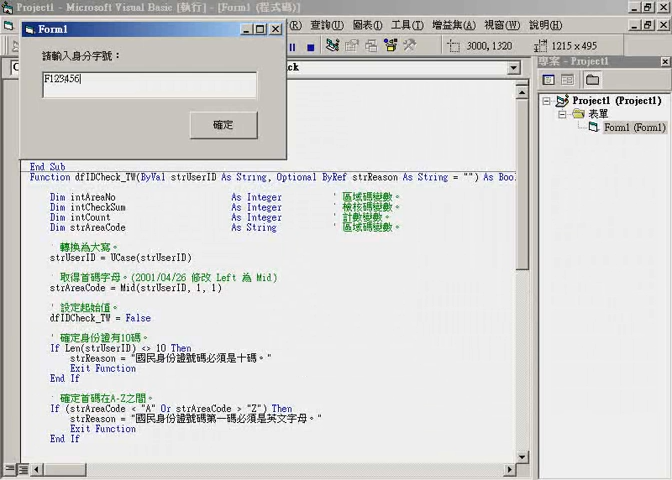 Project1 - Microsoft Visual Basic [執行] - [Form1 (程式碼)]
Form1
(R) 查詢(U) 圖表(I) 工具(T) 增益集(A) 視窗(W) 說明(H)
3000, 1320
1215 x 495
請輸入身分字號：
F123456
確定
專案 - Project1
Project1 (Project1)
表單
Form1 (Form1)
End Sub
Function dfIDCheck_TW(ByVal strUserID As String, Optional ByRef strReason As String = "") As Boo
Dim intAreaNo As Integer ' 區域碼變數。
Dim intCheckSum As Integer ' 檢核碼變數。
Dim intCount As Integer ' 計數變數。
Dim strAreaCode As String ' 區域碼變數。
' 轉換為大寫。
strUserID = UCase(strUserID)
' 取得首碼字母。(2001/04/26 修改 Left 為 Mid)
strAreaCode = Mid(strUserID, 1, 1)
' 設定起始值。
dfIDCheck_TW = False
' 確定身份證有10碼。
If Len(strUserID) <> 10 Then
strReason = "國民身份證號碼必須是十碼。"
Exit Function
End If
' 確定首碼在A-Z之間。
If (strAreaCode < "A" Or strAreaCode > "Z") Then
strReason = "國民身份證號碼第一碼必須是英文字母。"
Exit Function
End If